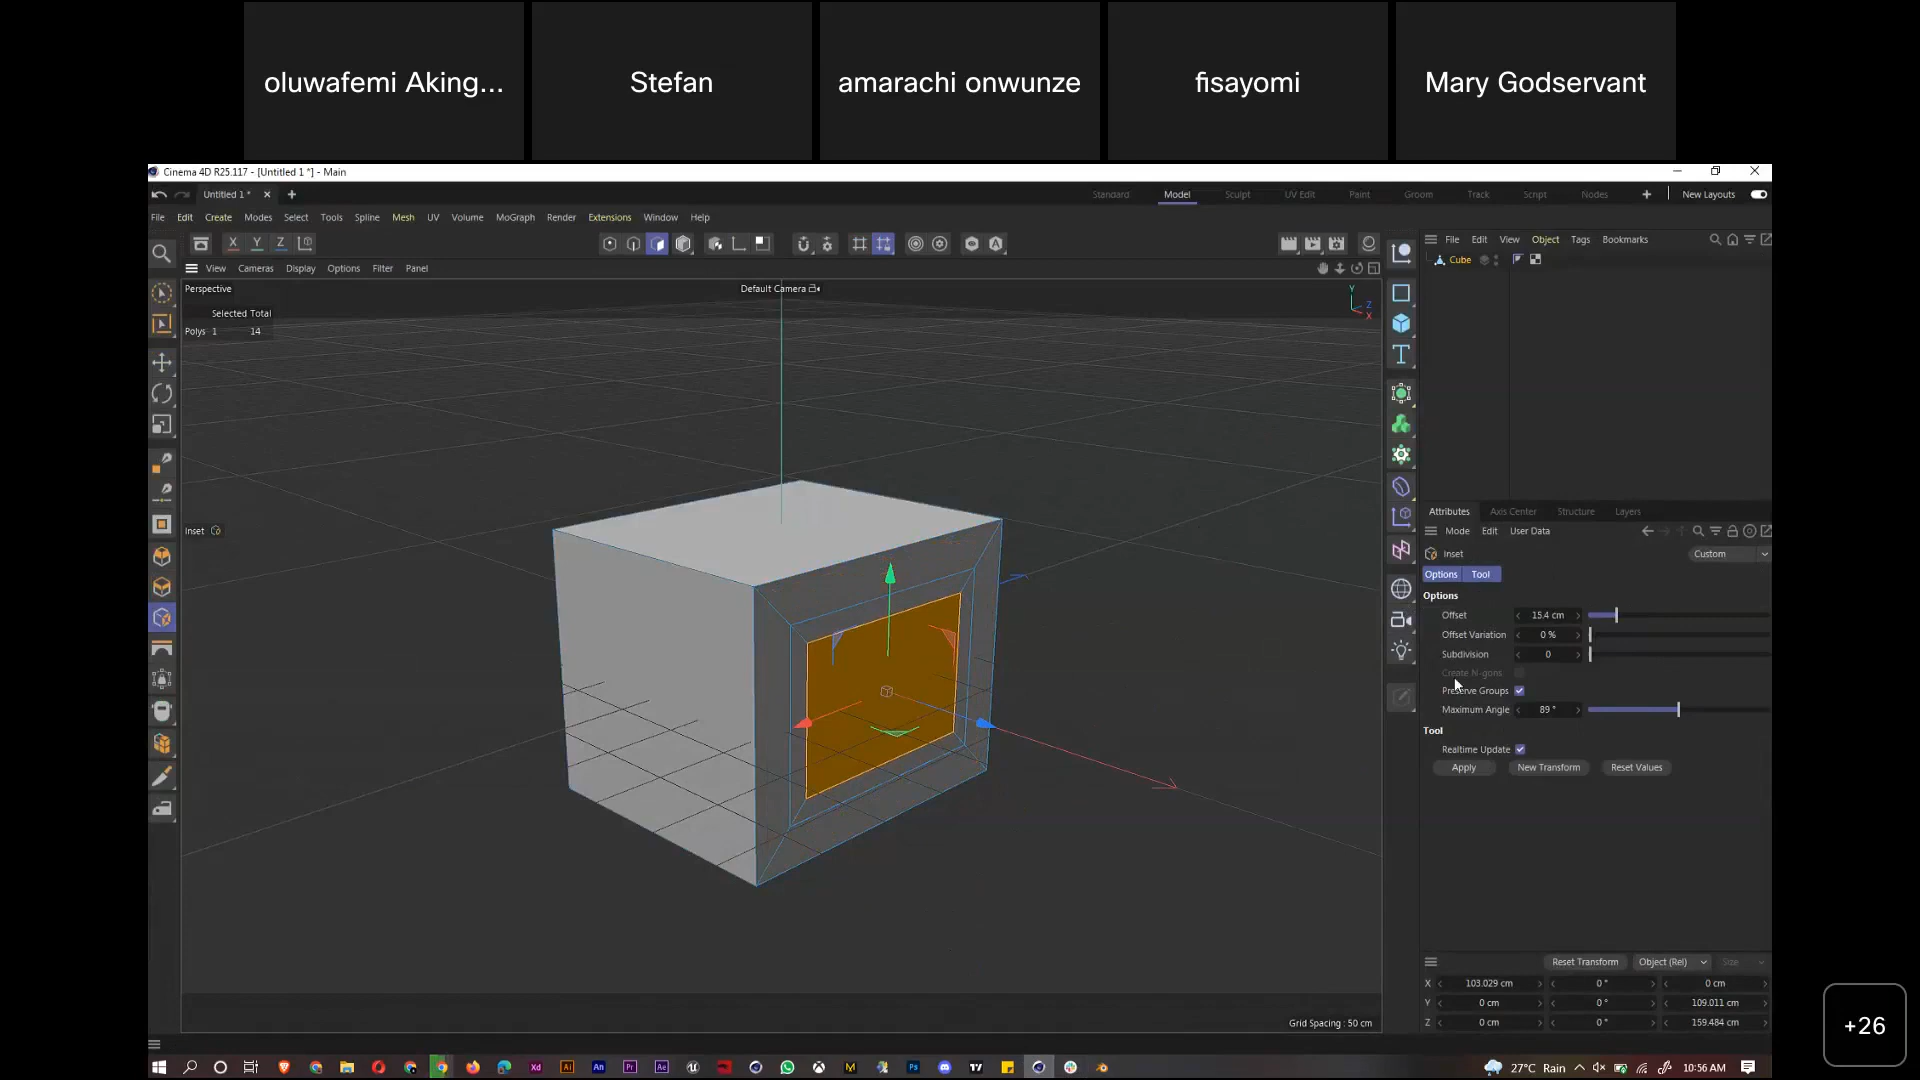 oluwafemi Aking...
Stefan
amarachi onwunze
fisayomi
Mary Godservant
Cinema 4D R25.117 - [Untitled 1 *] - Main
Untitled 1 *
Standard Model Sculpt UV Edit Paint Groom Track Script Nodes New Layouts
File Edit Create Modes Select Tools Spline Mesh UV Volume MoGraph Render Extensions Window Help
X Y Z
File Edit View Object Tags Bookmarks
Cube
View Cameras Display Options Filter Panel
Perspective
Default Camera
Y
Z
X
Selected Total
Polys 1 14
Inset
Attributes Axis Center Structure Layers
Mode Edit User Data
Inset Custom
Options Tool
Options
Offset 15.4 cm
Offset Variation 0 %
Subdivision 0
Create N-gons
Preserve Groups
Maximum Angle 89 °
Tool
Realtime Update
Apply New Transform Reset Values
Reset Transform Object (Rel) Size
X 103.029 cm 0 ° 0 cm
Y 0 cm 0 ° 109.011 cm
Z 0 cm 0 ° 159.484 cm
Grid Spacing : 50 cm
+26
Xd Ai An Pr Ae M Ps
27°C Rain 10:56 AM